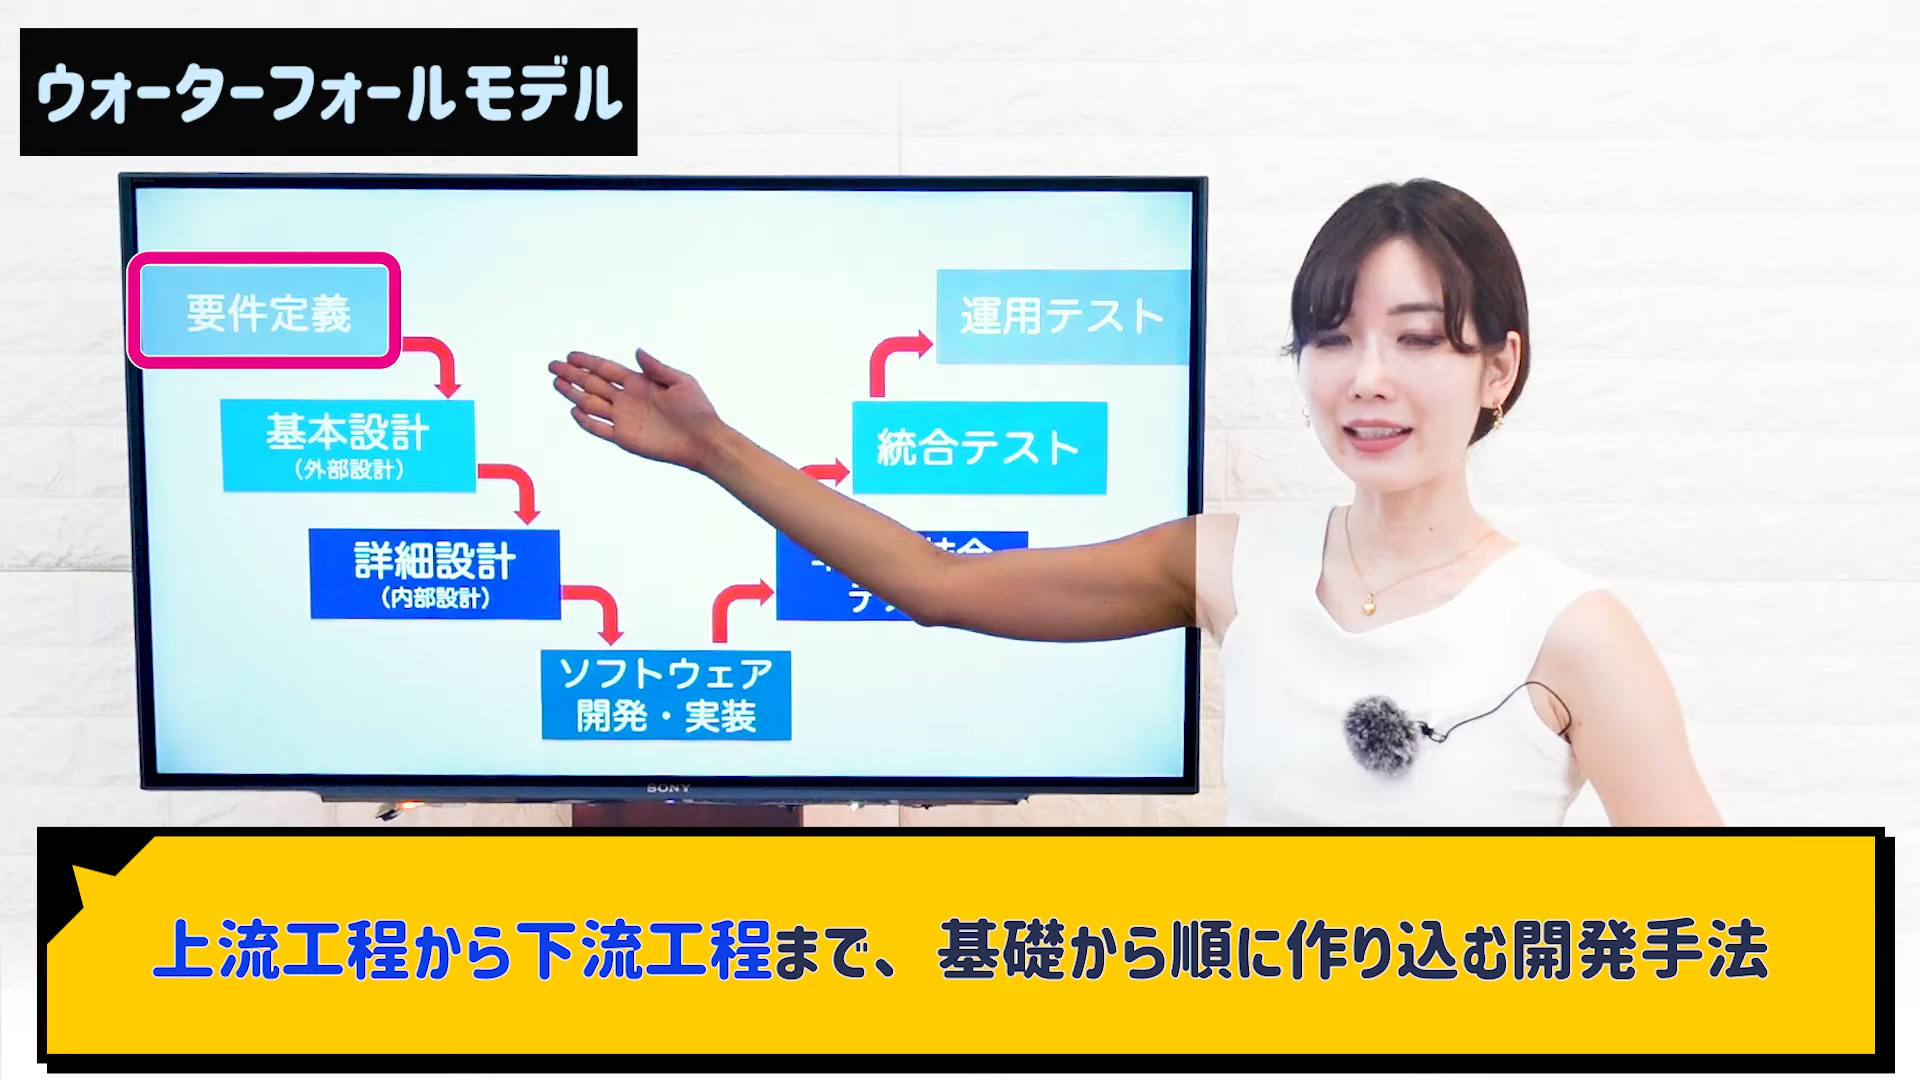 ウォーターフォールモデル
要件定義
運用テスト
基本設計
(外部設計)
統合テスト
詳細設計
(内部設計)
ソフトウェア
開発・実装
SONY
上流工程から下流工程まで、基礎から順に作り込む開発手法